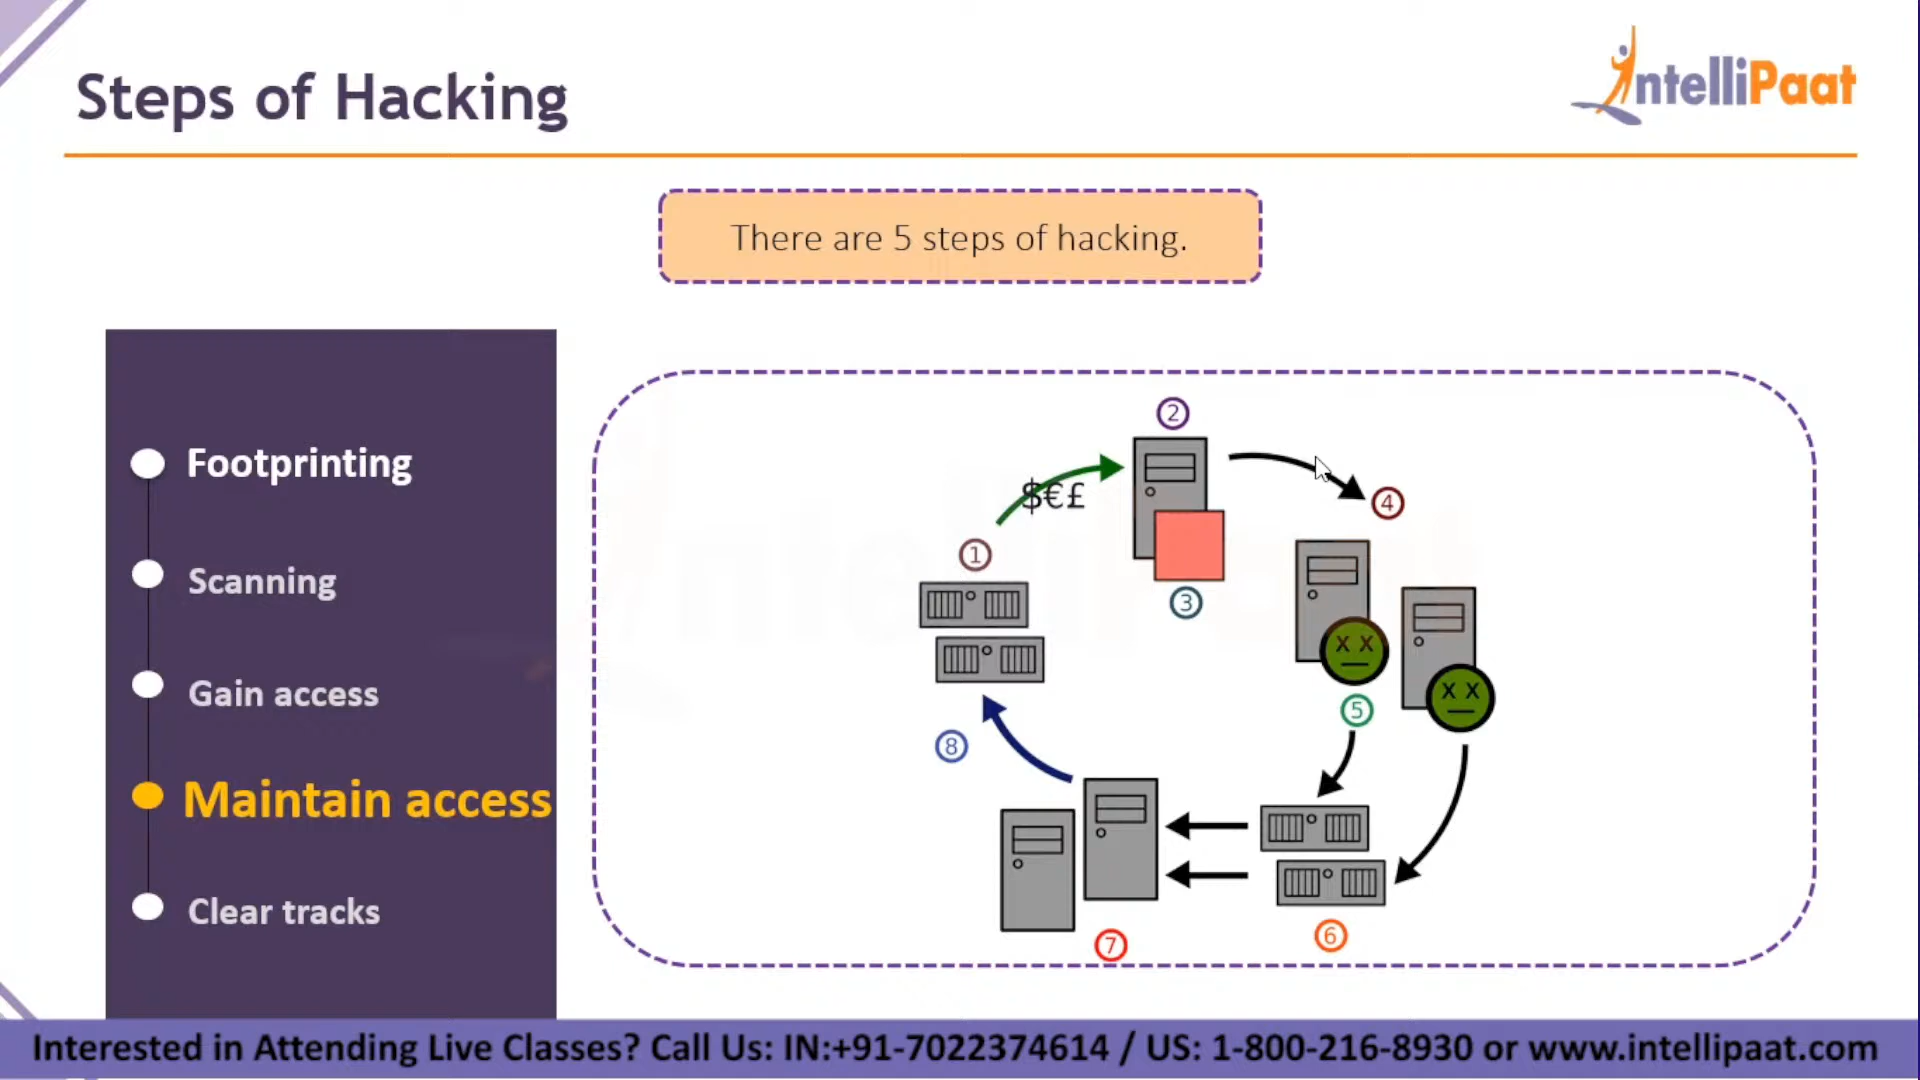 Steps of Hacking
IntelliPaat
There are 5 steps of hacking.
Footprinting
Scanning
Gain access
Maintain access
Clear tracks
2
$€£
4
1
3
5
8
6
7
X X
X X
Interested in Attending Live Classes? Call Us: IN:+91-7022374614 / US: 1-800-216-8930 or www.intellipaat.com